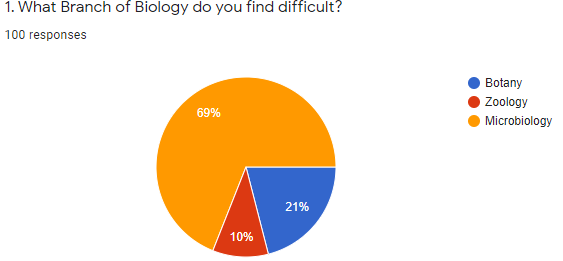 1. What Branch of Biology do you find difficult?
100 responses
Botany
Zoology
Microbiology
69%
21%
10%